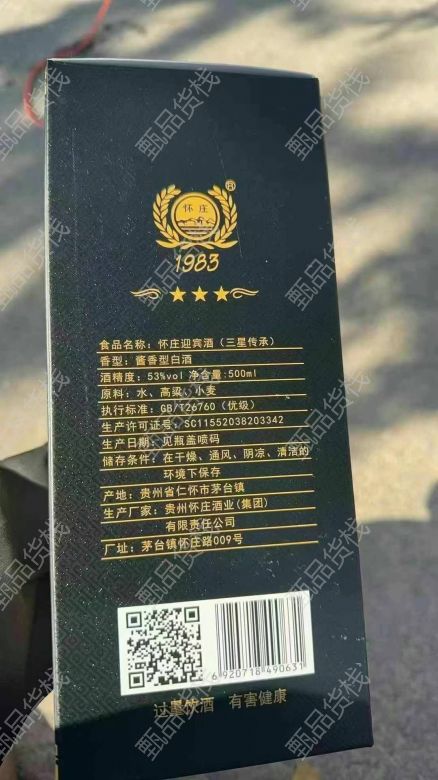 怀庄
®
1983
食品名称：怀庄迎宾酒（三星传承）
香型：酱香型白酒
酒精度：53%vol 净含量:500ml
原料：水、高粱、小麦
执行标准：GB/T26760（优级）
生产许可证号：SC11552038203342
生产日期：见瓶盖喷码
储存条件：在干燥、通风、阴凉、清洁的
环境下保存
产地：贵州省仁怀市茅台镇
生产厂家：贵州怀庄酒业(集团)
有限责任公司
厂址：茅台镇怀庄路009号
6920718490631
过量饮酒 有害健康
甄品货栈